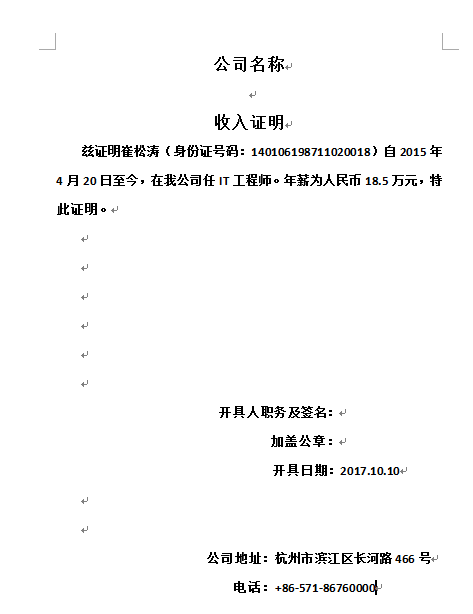 公司名称
收入证明
兹证明崔松涛（身份证号码：140106198711020018）自 2015 年
4 月 20 日至今，在我公司任 IT 工程师。年薪为人民币 18.5 万元，特
此证明。
开具人职务及签名：
加盖公章：
开具日期：2017.10.10
公司地址：杭州市滨江区长河路 466 号
电话：+86-571-86760000